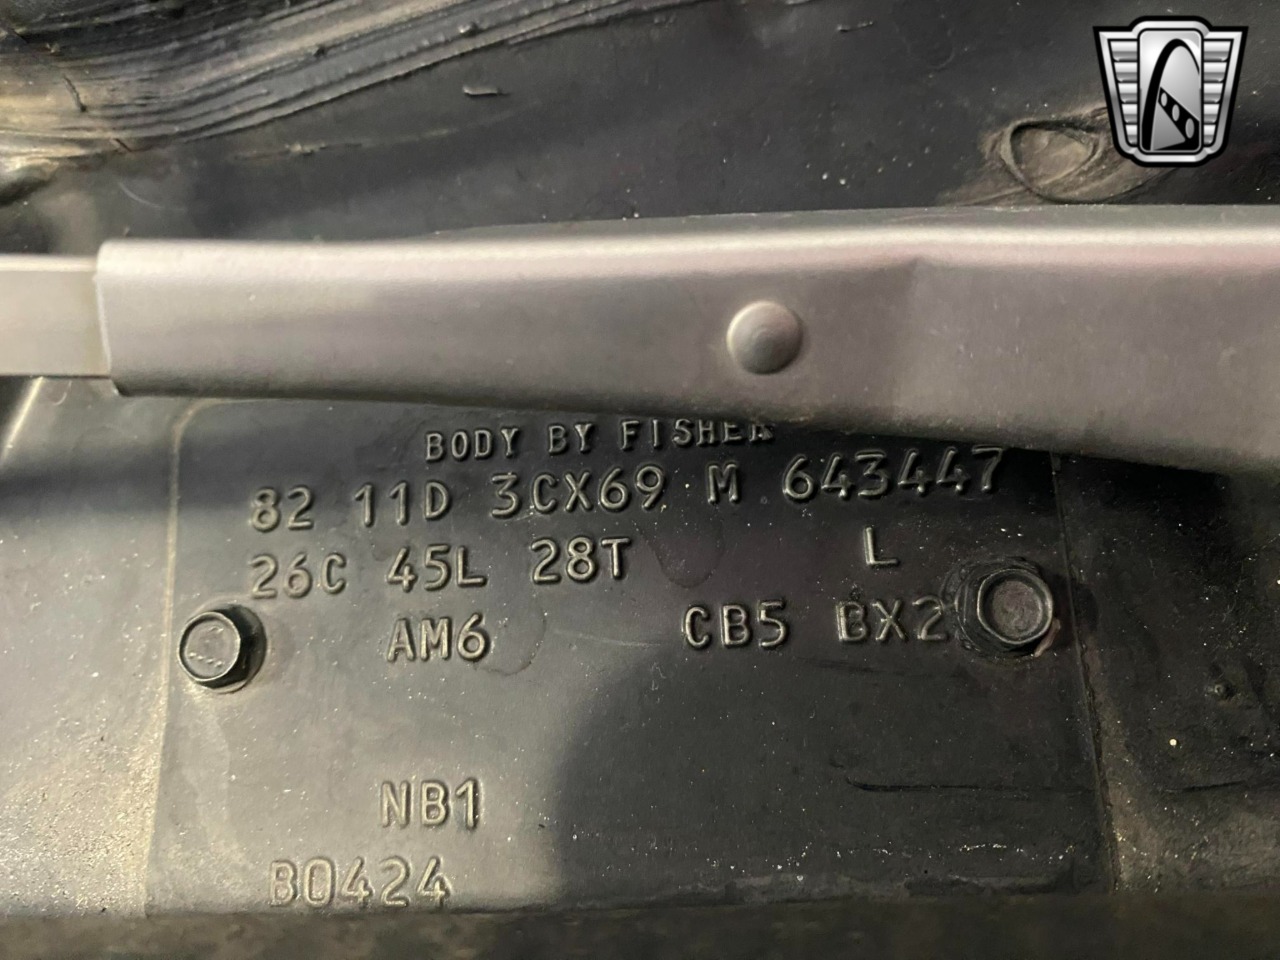 BODY BY FISHER
82 11D 3CX69 M 643447
26C 45L 28T L
AM6 CB5 BX2
NB1
B0424